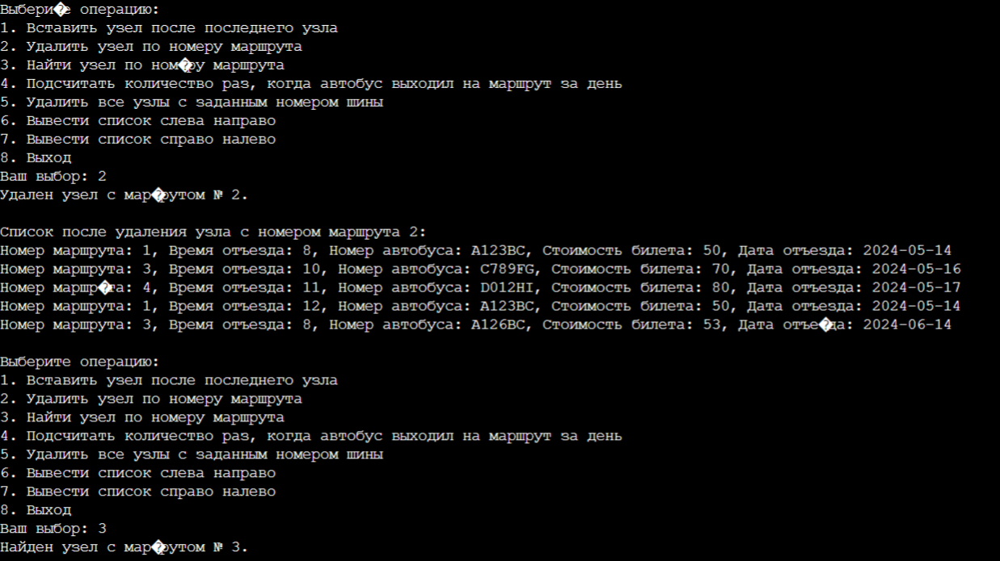 Выбери�е операцию:
1. Вставить узел после последнего узла
2. Удалить узел по номеру маршрута
3. Найти узел по ном�ру маршрута
4. Подсчитать количество раз, когда автобус выходил на маршрут за день
5. Удалить все узлы с заданным номером шины
6. Вывести список слева направо
7. Вывести список справо налево
8. Выход
Ваш выбор: 2
Удален узел с мар�рутом № 2.
Список после удаления узла с номером маршрута 2:
Номер маршрута: 1, Время отъезда: 8, Номер автобуса: A123BC, Стоимость билета: 50, Дата отъезда: 2024-05-14
Номер маршрута: 3, Время отъезда: 10, Номер автобуса: C789FG, Стоимость билета: 70, Дата отъезда: 2024-05-16
Номер маршр�та: 4, Время отъезда: 11, Номер автобуса: D012HI, Стоимость билета: 80, Дата отъезда: 2024-05-17
Номер маршрута: 1, Время отъезда: 12, Номер автобуса: A123BC, Стоимость билета: 50, Дата отъезда: 2024-05-14
Номер маршрута: 3, Время отъезда: 8, Номер автобуса: A126BC, Стоимость билета: 53, Дата отъе�да: 2024-06-14
Выберите операцию:
1. Вставить узел после последнего узла
2. Удалить узел по номеру маршрута
3. Найти узел по номеру маршрута
4. Подсчитать количество раз, когда автобус выходил на маршрут за день
5. Удалить все узлы с заданным номером шины
6. Вывести список слева направо
7. Вывести список справо налево
8. Выход
Ваш выбор: 3
Найден узел с мар�рутом № 3.